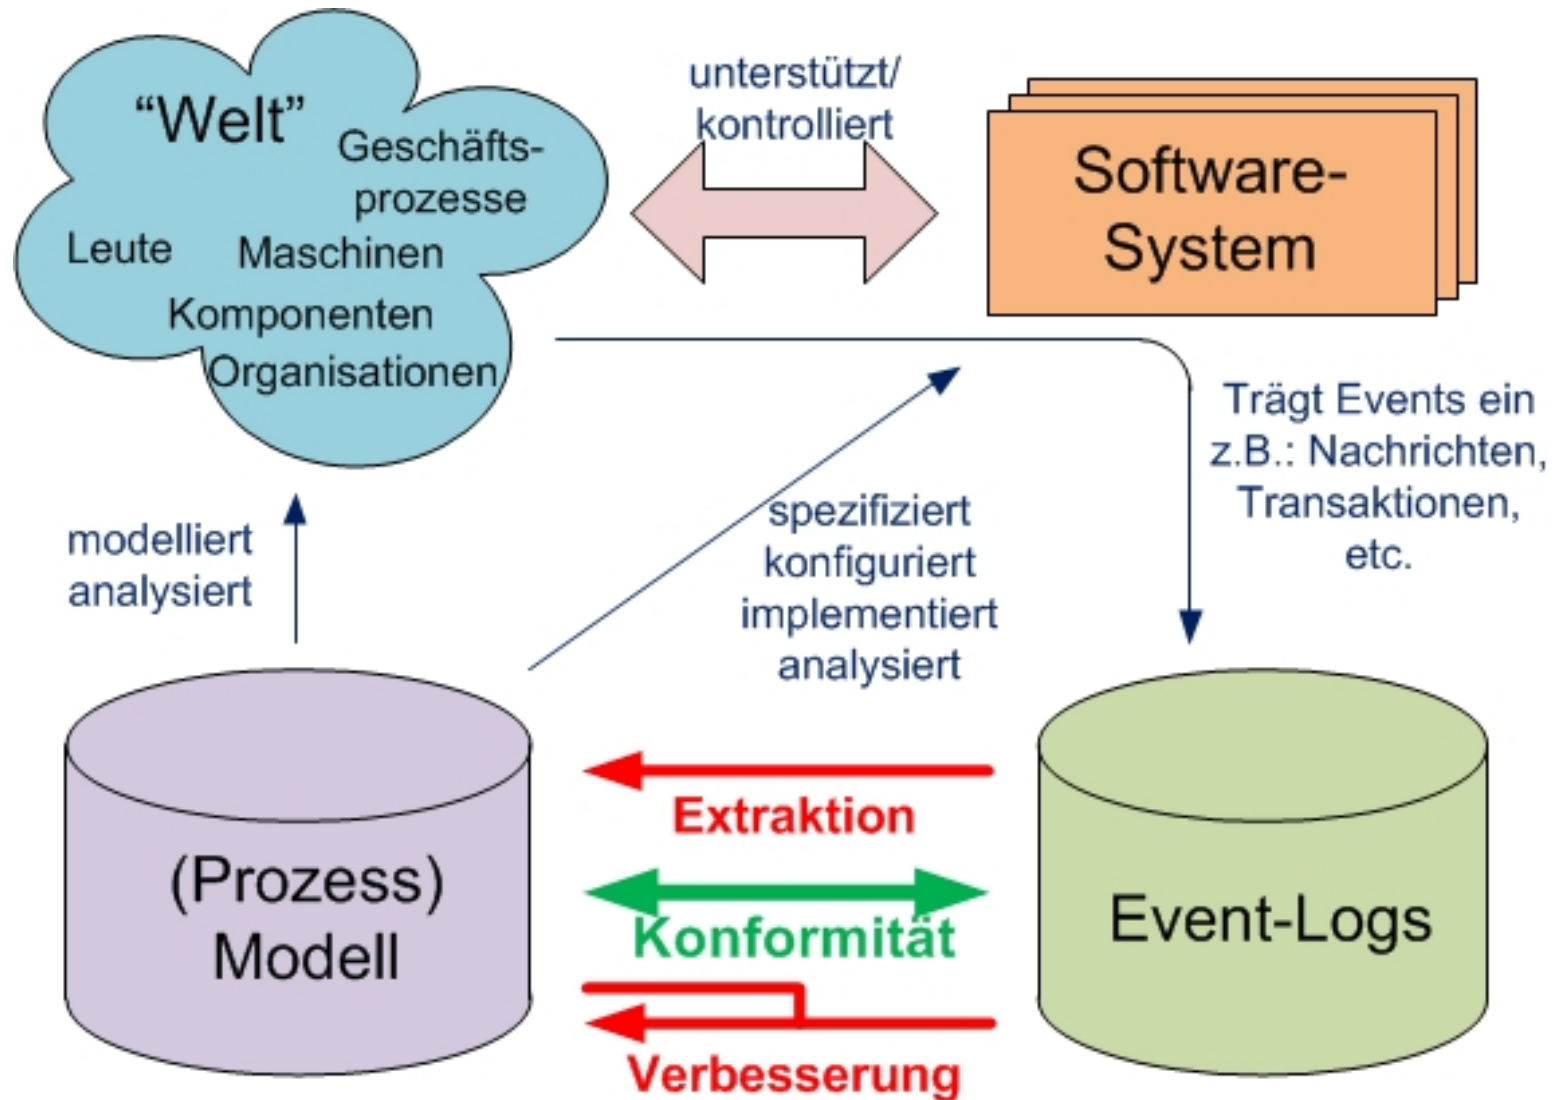 “Welt”
Geschäfts-
prozesse
Leute
Maschinen
Komponenten
Organisationen
unterstützt/
kontrolliert
Software-
System
Trägt Events ein
z.B.: Nachrichten,
Transaktionen,
etc.
modelliert
analysiert
spezifiziert
konfiguriert
implementiert
analysiert
(Prozess)
Modell
Extraktion
Konformität
Verbesserung
Event-Logs